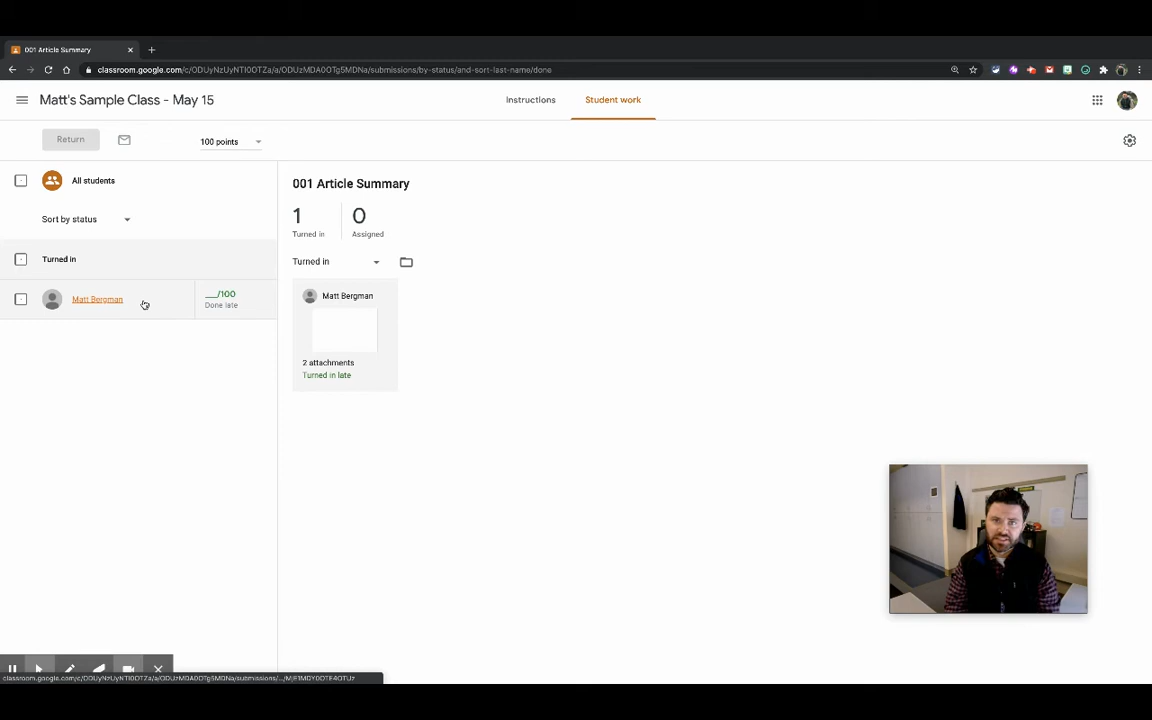 001 Article Summary
classroom.google.com/c/ODUyNzUyNTI0OTZa/a/ODUzMDA0OTg5MDNa/submissions/by-status/and-sort-last-name/done
Matt's Sample Class - May 15
Instructions
Student work
Return
100 points
All students
001 Article Summary
Sort by status
1
0
Turned in
Assigned
Turned in
Turned in
Matt Bergman
___/100
Done late
Matt Bergman
2 attachments
Turned in late